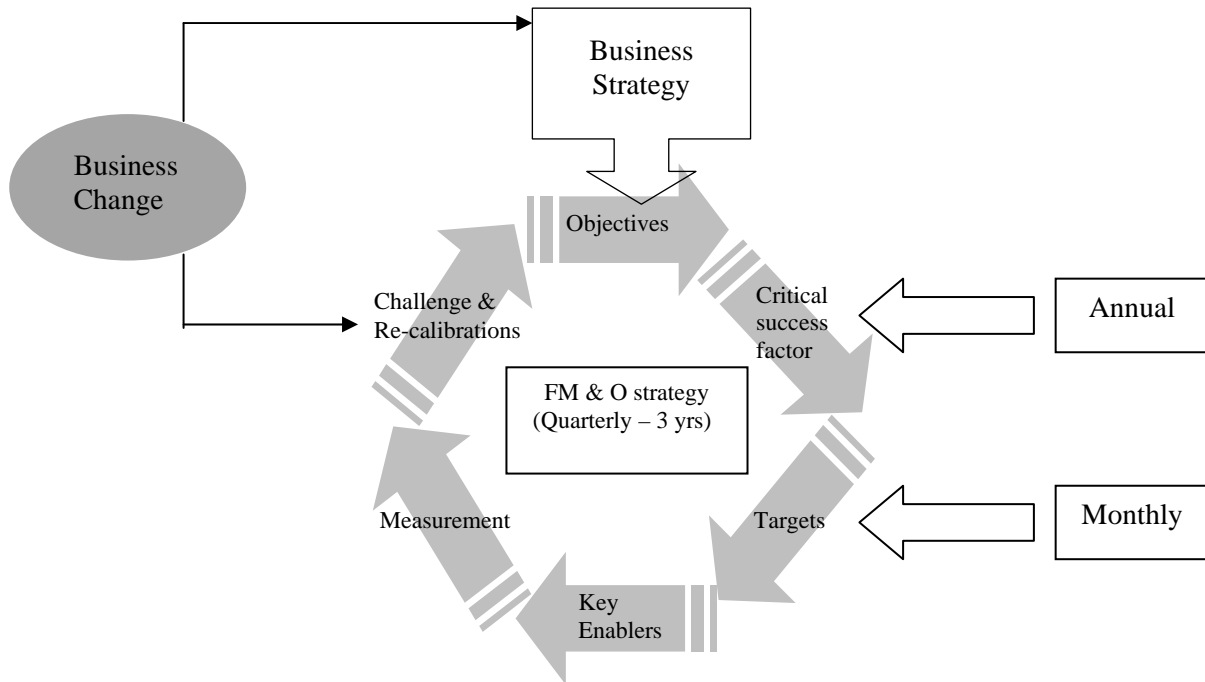 Business
Strategy
Business
Change
Objectives
Challenge &
Re-calibrations
Critical
success
factor
Annual
FM & O strategy
(Quarterly – 3 yrs)
Measurement
Targets
Monthly
Key
Enablers